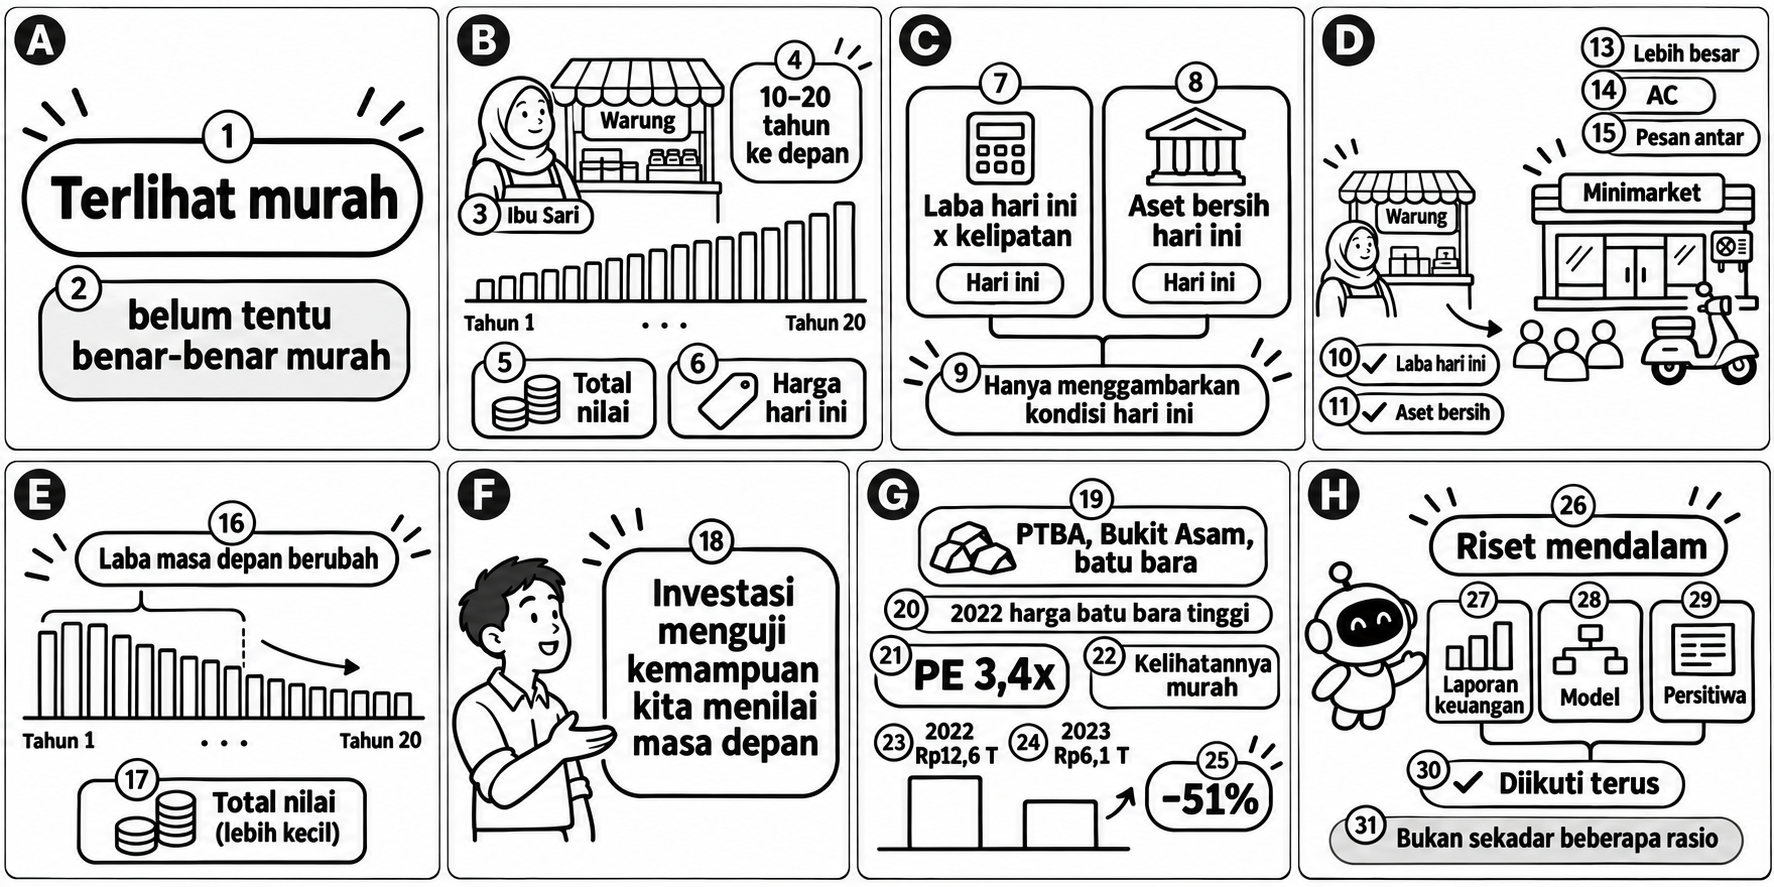 A
1
Terlihat murah
2
belum tentu
benar-benar murah
B
Warung
3
Ibu Sari
4
10–20
tahun
ke depan
Tahun 1
...
Tahun 20
5
Total
nilai
6
Harga
hari ini
C
7
Laba hari ini
x kelipatan
Hari ini
8
Aset bersih
hari ini
Hari ini
9
Hanya menggambarkan
kondisi hari ini
D
13
Lebih besar
14
AC
15
Pesan antar
Warung
Minimarket
10
✓ Laba hari ini
11
✓ Aset bersih
E
16
Laba masa depan berubah
Tahun 1
...
Tahun 20
17
Total nilai
(lebih kecil)
F
18
Investasi
menguji
kemampuan
kita menilai
masa depan
G
19
PTBA, Bukit Asam,
batu bara
20
2022 harga batu bara tinggi
21
PE 3,4x
22
Kelihatannya
murah
23
2022
Rp12,6 T
24
2023
Rp6,1 T
25
-51%
H
26
Riset mendalam
27
Laporan
keuangan
28
Model
29
Persitiwa
30
✓ Diikuti terus
31
Bukan sekadar beberapa rasio